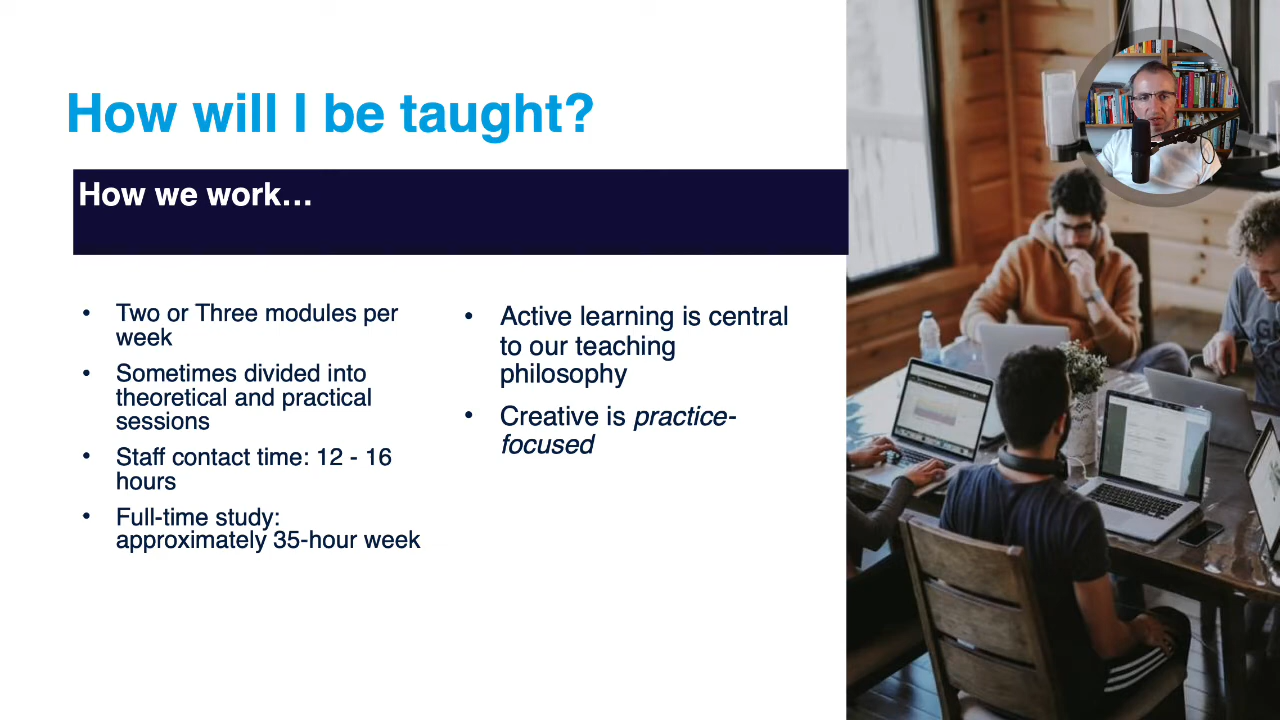 How will I be taught?
How we work...
• Two or Three modules per
week
• Sometimes divided into
theoretical and practical
sessions
• Staff contact time: 12 - 16
hours
• Full-time study:
approximately 35-hour week
• Active learning is central
to our teaching
philosophy
• Creative is practice-
focused